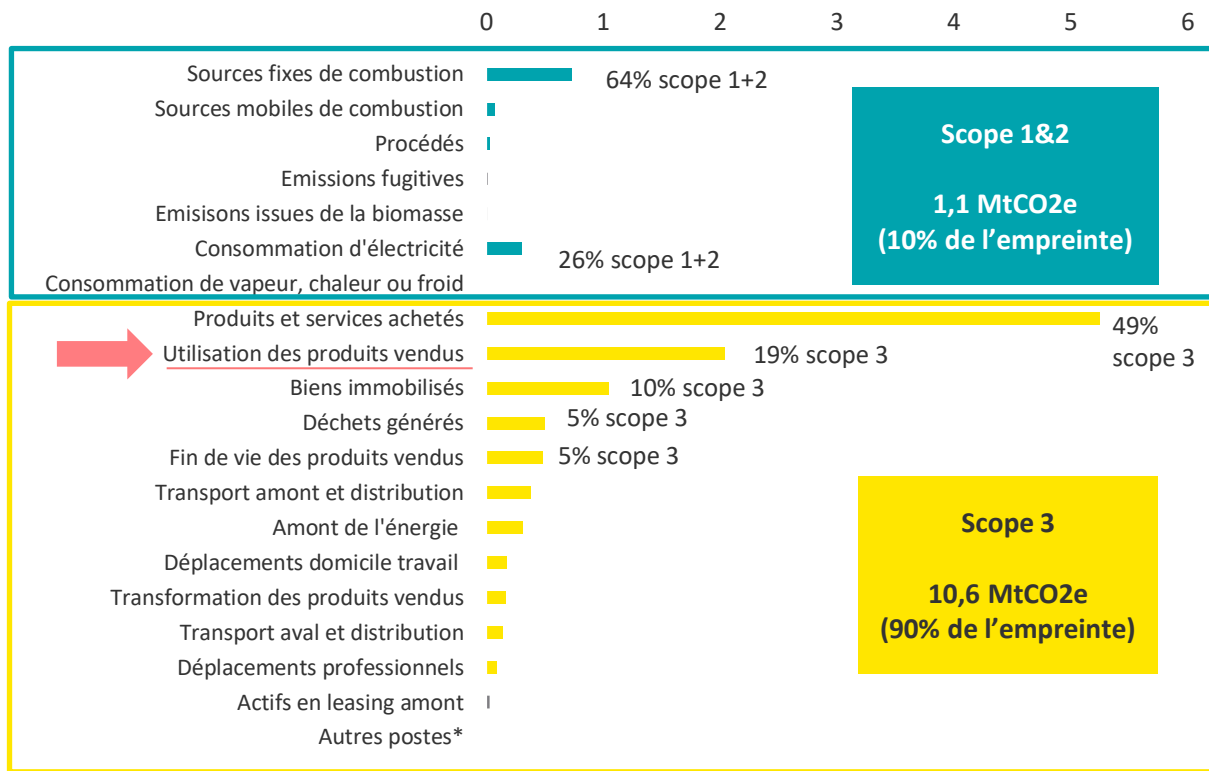 0 1 2 3 4 5 6
Sources fixes de combustion
64% scope 1+2
Sources mobiles de combustion
Procédés
Emissions fugitives
Emisisons issues de la biomasse
Consommation d'électricité
26% scope 1+2
Consommation de vapeur, chaleur ou froid
Scope 1&2
1,1 MtCO2e
(10% de l’empreinte)
Produits et services achetés
49%
scope 3
Utilisation des produits vendus
19% scope 3
Biens immobilisés
10% scope 3
Déchets générés
5% scope 3
Fin de vie des produits vendus
5% scope 3
Transport amont et distribution
Amont de l'énergie
Déplacements domicile travail
Transformation des produits vendus
Transport aval et distribution
Déplacements professionnels
Actifs en leasing amont
Autres postes*
Scope 3
10,6 MtCO2e
(90% de l’empreinte)